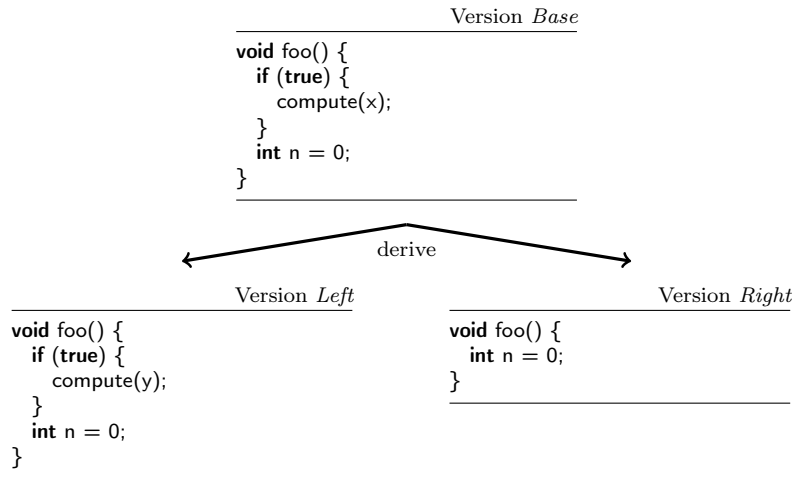 Version Base
void foo() {
if (true) {
compute(x);
}
int n = 0;
}
derive
Version Left
void foo() {
if (true) {
compute(y);
}
int n = 0;
}
Version Right
void foo() {
int n = 0;
}